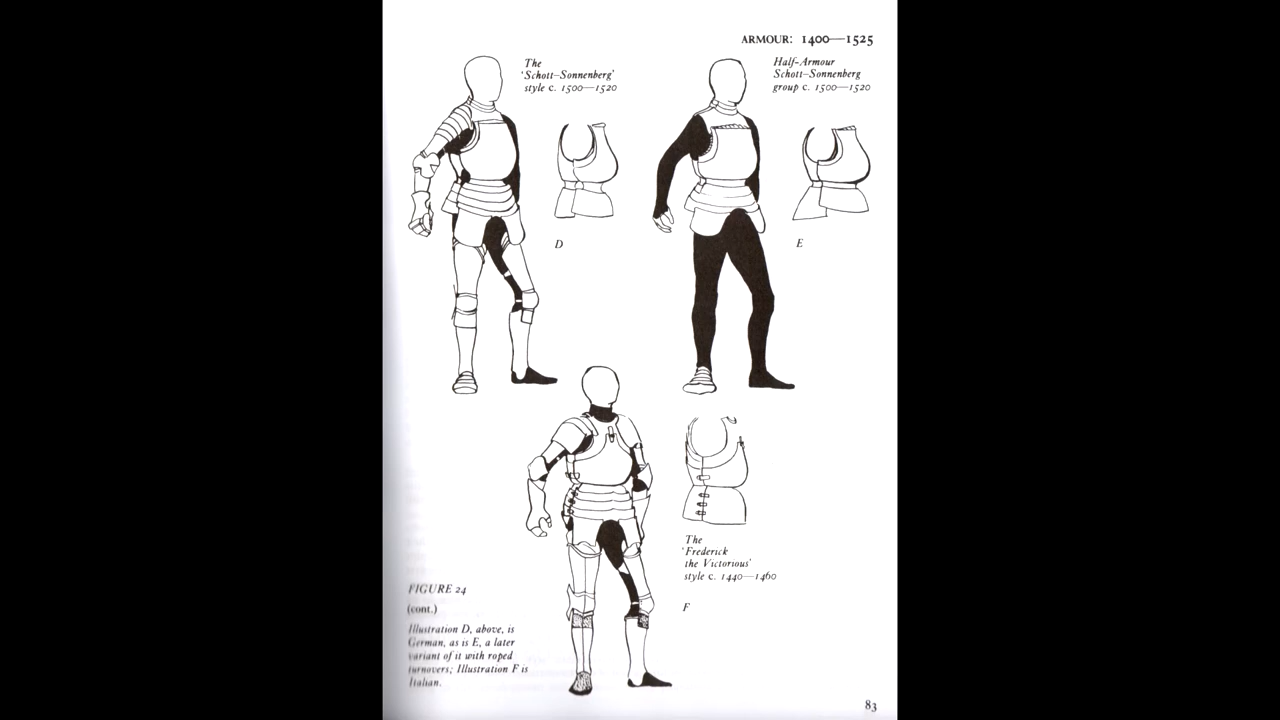 ARMOUR: 1400—1525
The
'Schott–Sonnenberg'
style c. 1500—1520
Half-Armour
Schott–Sonnenberg
group c. 1500—1520
D
E
The
'Frederick
the Victorious'
style c. 1440—1460
F
FIGURE 24
(cont.)
Illustration D, above, is
German, as is E, a later
variant of it with roped
turnovers; Illustration F is
Italian.
83